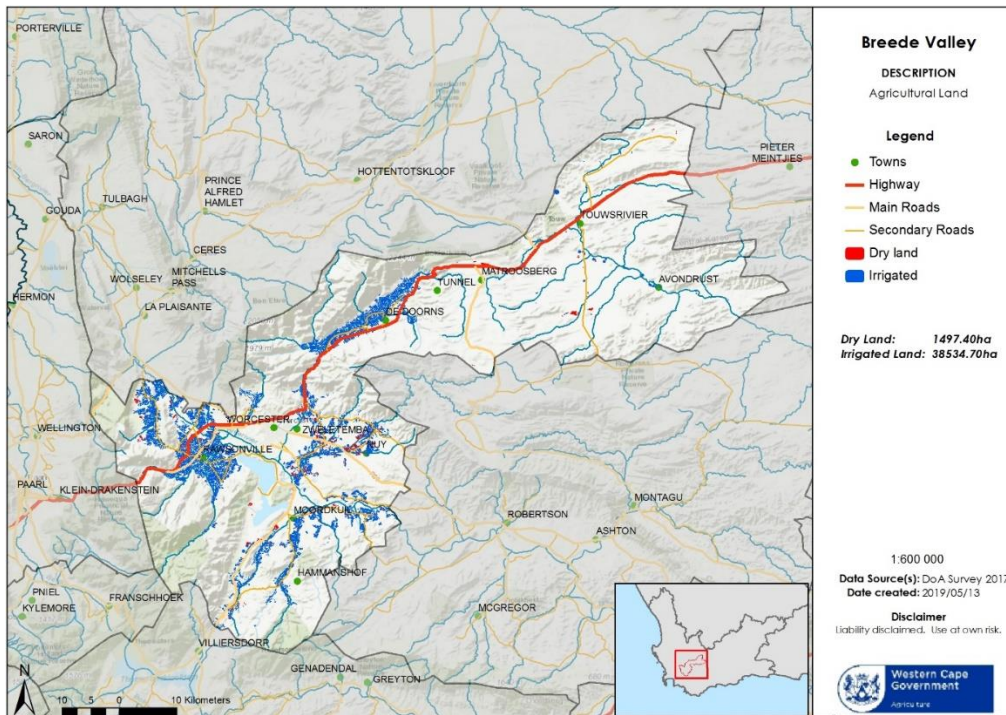 PORTERVILLE
SARON
GOUDA
TULBAGH
PRINCE
ALFRED
HAMLET
HOTTENTOTSKLOOF
PIETER
MEINTJIES
CERES
MITCHELLS
PASS
WOLSELEY
HERMON
LA PLAISANTE
TOUWSRIVIER
MATROOSBERG
TUNNEL
AVONDRUST
DE DOORNS
WORCESTER
ZWELETEMBA
NUY
RAWSONVILLE
WELLINGTON
PAARL
KLEIN-DRAKENSTEIN
MOORDKUIL
MONTAGU
ROBERTSON
ASHTON
HAMMANSHOF
PNIEL
KYLEMORE
FRANSCHHOEK
MCGREGOR
VILLIERSDORP
GENADENDAL
GREYTON
N
10 5 0 10 Kilometers
Breede Valley
DESCRIPTION
Agricultural Land
Legend
Towns
Highway
Main Roads
Secondary Roads
Dry land
Irrigated
Dry Land: 1497.40ha
Irrigated Land: 38534.70ha
1:600 000
Data Source(s): DoA Survey 2017
Date created: 2019/05/13
Disclaimer
Liability disclaimed. Use at own risk.
Western Cape
Government
Agriculture